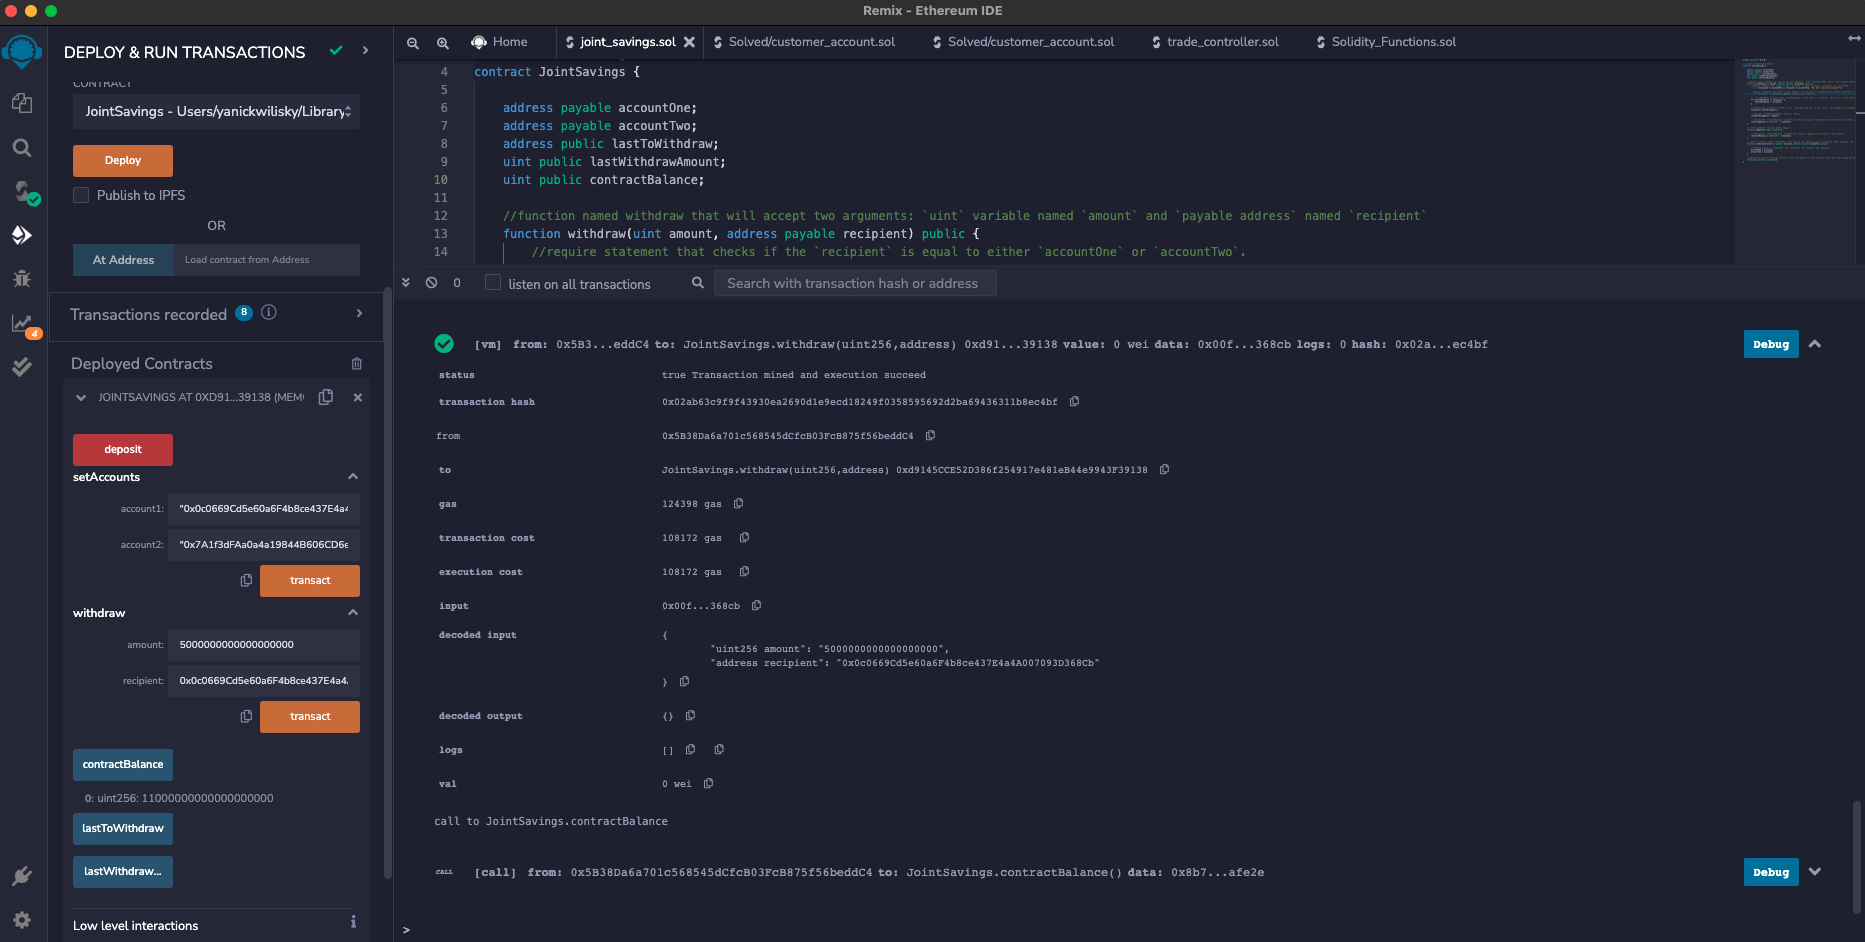 Remix - Ethereum IDE
DEPLOY & RUN TRANSACTIONS
CONTRACT
JointSavings - Users/yanickwilisky/Library
Deploy
Publish to IPFS
OR
At Address
Load contract from Address
Transactions recorded 8
4
Deployed Contracts
JOINTSAVINGS AT 0XD91...39138 (MEM
deposit
setAccounts
account1: "0x0c0669Cd5e60a6F4b8ce437E4a4
account2: "0x7A1f3dFAa0a4a19844B606CD6e
transact
withdraw
amount: 5000000000000000000
recipient: 0x0c0669Cd5e60a6F4b8ce437E4a4
transact
contractBalance
0: uint256: 11000000000000000000
lastToWithdraw
lastWithdraw...
Low level interactions
Home
joint_savings.sol
Solved/customer_account.sol
Solved/customer_account.sol
trade_controller.sol
Solidity_Functions.sol
4 contract JointSavings {
5
6 address payable accountOne;
7 address payable accountTwo;
8 address public lastToWithdraw;
9 uint public lastWithdrawAmount;
10 uint public contractBalance;
11
12 //function named withdraw that will accept two arguments: `uint` variable named `amount` and `payable address` named `recipient`
13 function withdraw(uint amount, address payable recipient) public {
14 //require statement that checks if the `recipient` is equal to either `accountOne` or `accountTwo`.
0
listen on all transactions
Search with transaction hash or address
[vm] from: 0x5B3...eddC4 to: JointSavings.withdraw(uint256,address) 0xd91...39138 value: 0 wei data: 0x00f...368cb logs: 0 hash: 0x02a...ec4bf
Debug
status true Transaction mined and execution succeed
transaction hash 0x02ab63c9f9f43930ea2690d1e9ecd18249f0358595692d2ba69436311b8ec4bf
from 0x5B38Da6a701c568545dCfcB03FcB875f56beddC4
to JointSavings.withdraw(uint256,address) 0xd9145CCE52D386f254917e481eB44e9943F39138
gas 124398 gas
transaction cost 108172 gas
execution cost 108172 gas
input 0x00f...368cb
decoded input {
"uint256 amount": "5000000000000000000",
"address recipient": "0x0c0669Cd5e60a6F4b8ce437E4a4A007093D368Cb"
}
decoded output {}
logs []
val 0 wei
call to JointSavings.contractBalance
CALL [call] from: 0x5B38Da6a701c568545dCfcB03FcB875f56beddC4 to: JointSavings.contractBalance() data: 0x8b7...afe2e
Debug
>